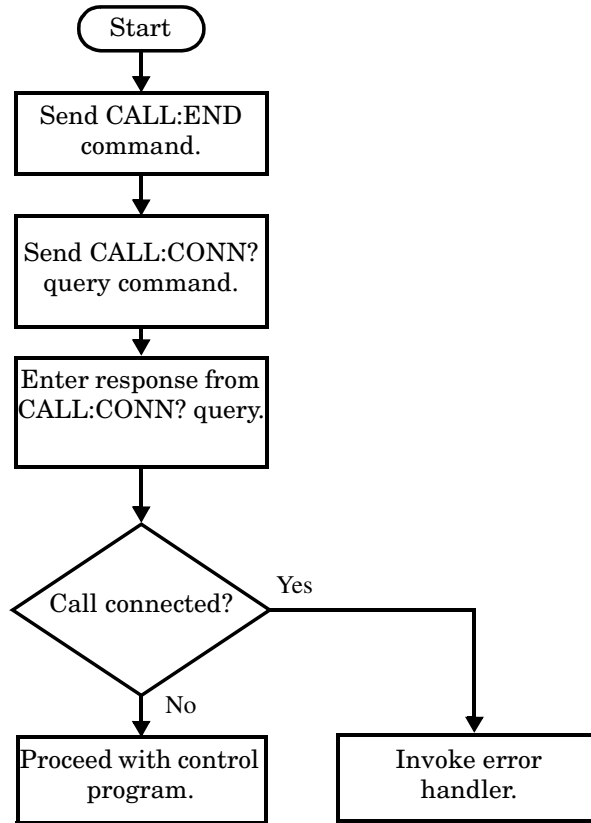 Start
Send CALL:END
command.
Send CALL:CONN?
query command.
Enter response from
CALL:CONN? query.
Call connected?
Yes
No
Proceed with control
program.
Invoke error
handler.